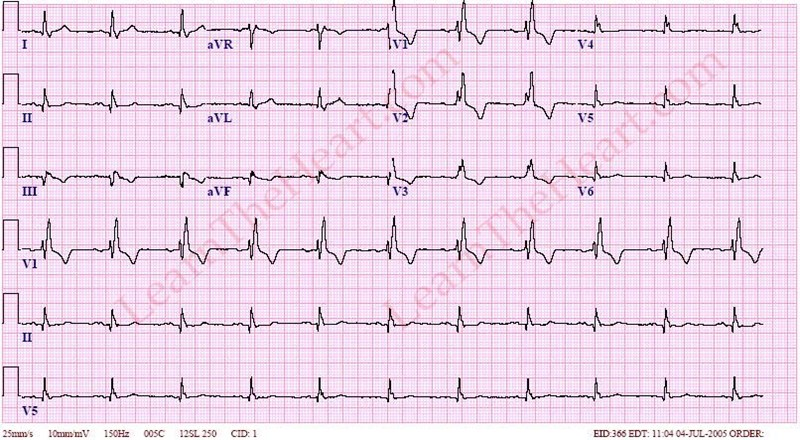 I aVR V1 V4
II aVL V2 V5
III aVF V3 V6
V1
II
V5
LearnTheHeart.com
LearnTheHeart.com
25mm/s 10mm/mV 150Hz 005C 12SL 250 CID: 1 EID:366 EDT: 11:04 04-JUL-2005 ORDER: